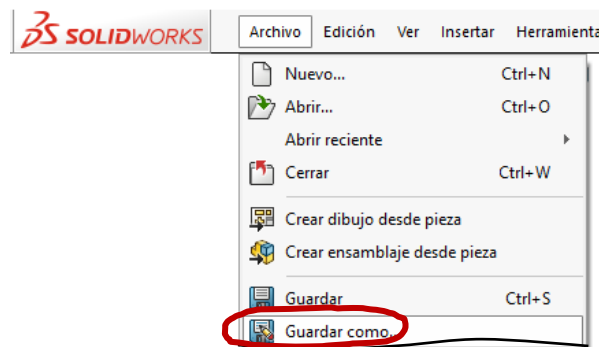 SOLIDWORKS Archivo Edición Ver Insertar Herramienta
Nuevo... Ctrl+N
Abrir... Ctrl+O
Abrir reciente
Cerrar Ctrl+W
Crear dibujo desde pieza
Crear ensamblaje desde pieza
Guardar Ctrl+S
Guardar como...